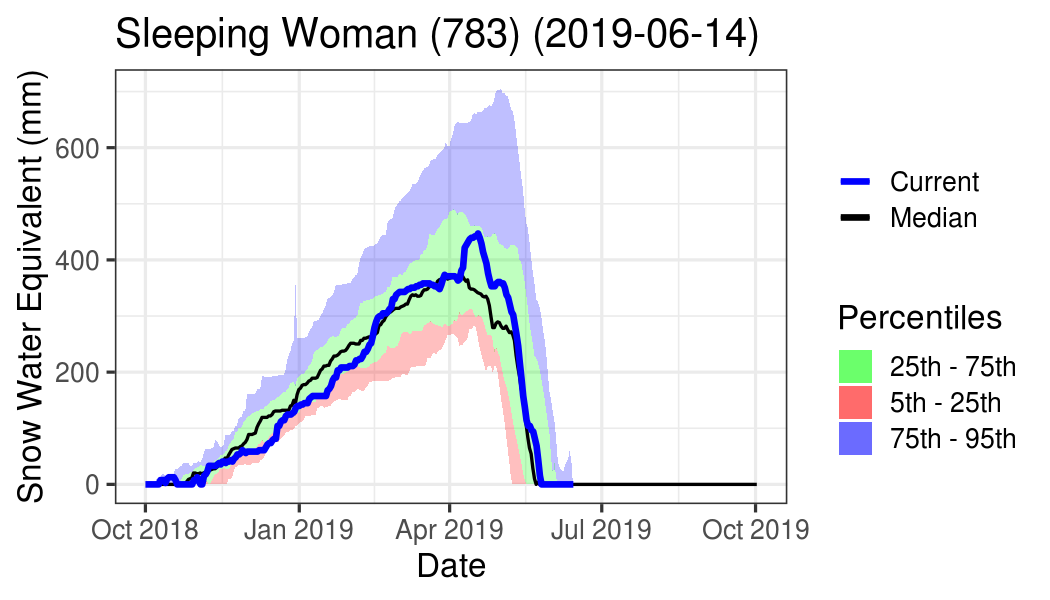 Sleeping Woman (783) (2019-06-14)
Snow Water Equivalent (mm)
600
400
200
0
Oct 2018
Jan 2019
Apr 2019
Jul 2019
Oct 2019
Date
Current
Median
Percentiles
25th - 75th
5th - 25th
75th - 95th